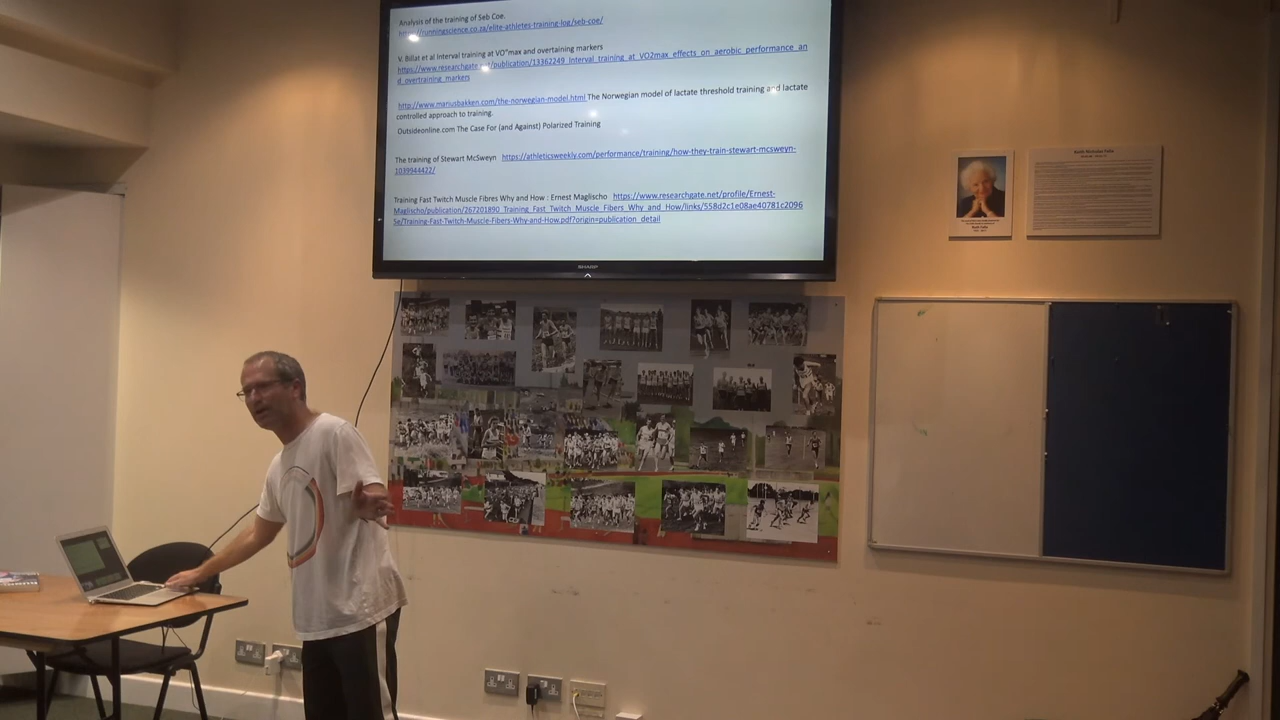 Analysis of the training of Seb Coe.
https://runningscience.co.za/elite-athletes-training-log/seb-coe/
V. Billat et al Interval training at VO"max and overtaining markers
https://www.researchgate.net/publication/13362249_Interval_training_at_VO2max_effects_on_aerobic_performance_an
d_overtraining_markers
http://www.mariusbakken.com/the-norwegian-model.html The Norwegian model of lactate threshold training and lactate
controlled approach to training.
Outsideonline.com The Case For (and Against) Polarized Training
The training of Stewart McSweyn https://athleticsweekly.com/performance/training/how-they-train-stewart-mcsweyn-
1039944422/
Training Fast Twitch Muscle Fibres Why and How : Ernest Maglischo https://www.researchgate.net/profile/Ernest-
Maglischo/publication/267201890_Training_Fast_Twitch_Muscle_Fibers_Why_and_How/links/558d2c1e08ae40781c2096
5e/Training-Fast-Twitch-Muscle-Fibers-Why-and-How.pdf?origin=publication_detail
SHARP